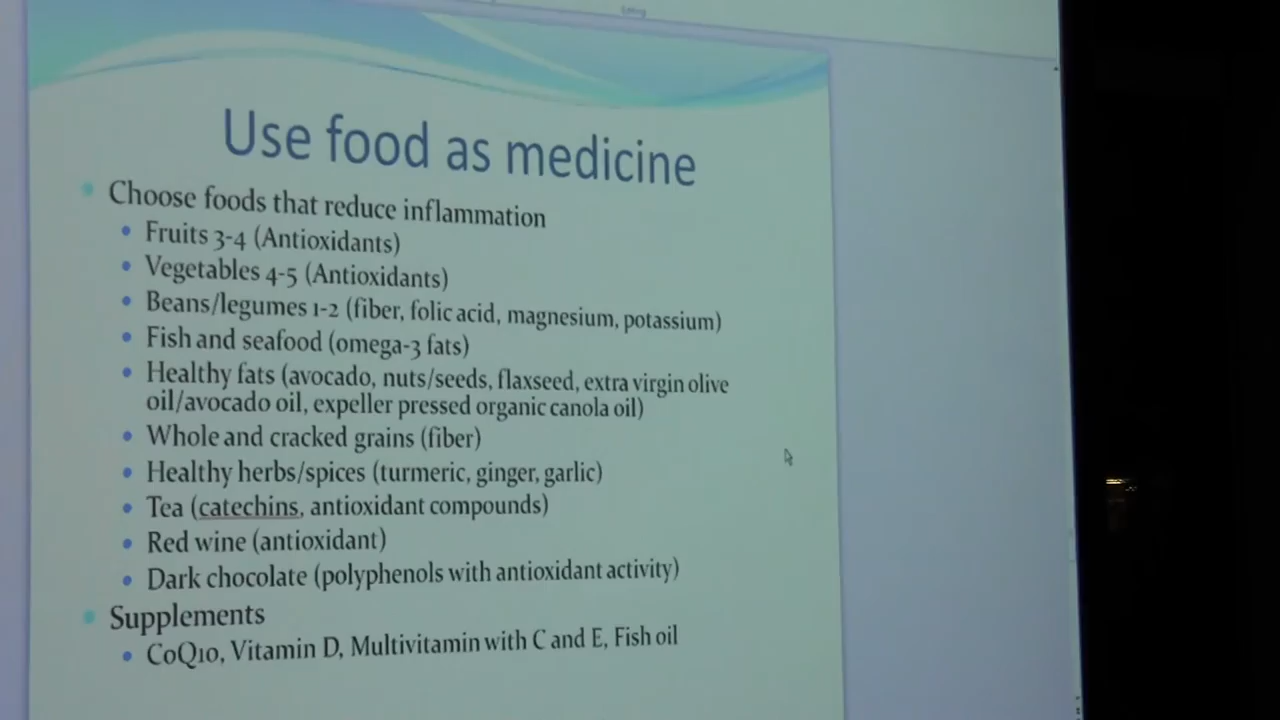 Use food as medicine
Choose foods that reduce inflammation
Fruits 3-4 (Antioxidants)
Vegetables 4-5 (Antioxidants)
Beans/legumes 1-2 (fiber, folic acid, magnesium, potassium)
Fish and seafood (omega-3 fats)
Healthy fats (avocado, nuts/seeds, flaxseed, extra virgin olive
oil/avocado oil, expeller pressed organic canola oil)
Whole and cracked grains (fiber)
Healthy herbs/spices (turmeric, ginger, garlic)
Tea (catechins, antioxidant compounds)
Red wine (antioxidant)
Dark chocolate (polyphenols with antioxidant activity)
Supplements
CoQ10, Vitamin D, Multivitamin with C and E, Fish oil